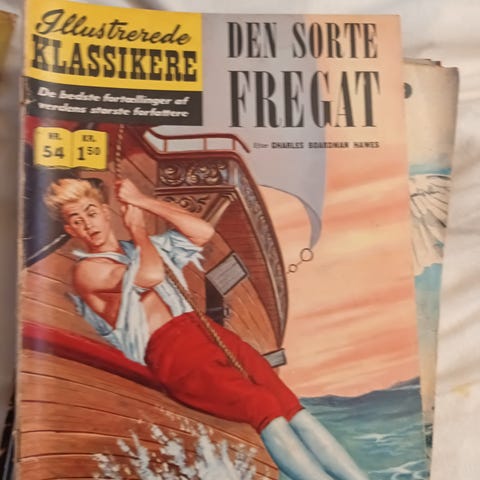 Illustrerede
KLASSIKERE
De bedste fortællinger af
verdens største forfattere
NR.
54
KR.
1.50
DEN SORTE
FREGAT
Efter CHARLES BOARDMAN HAWES